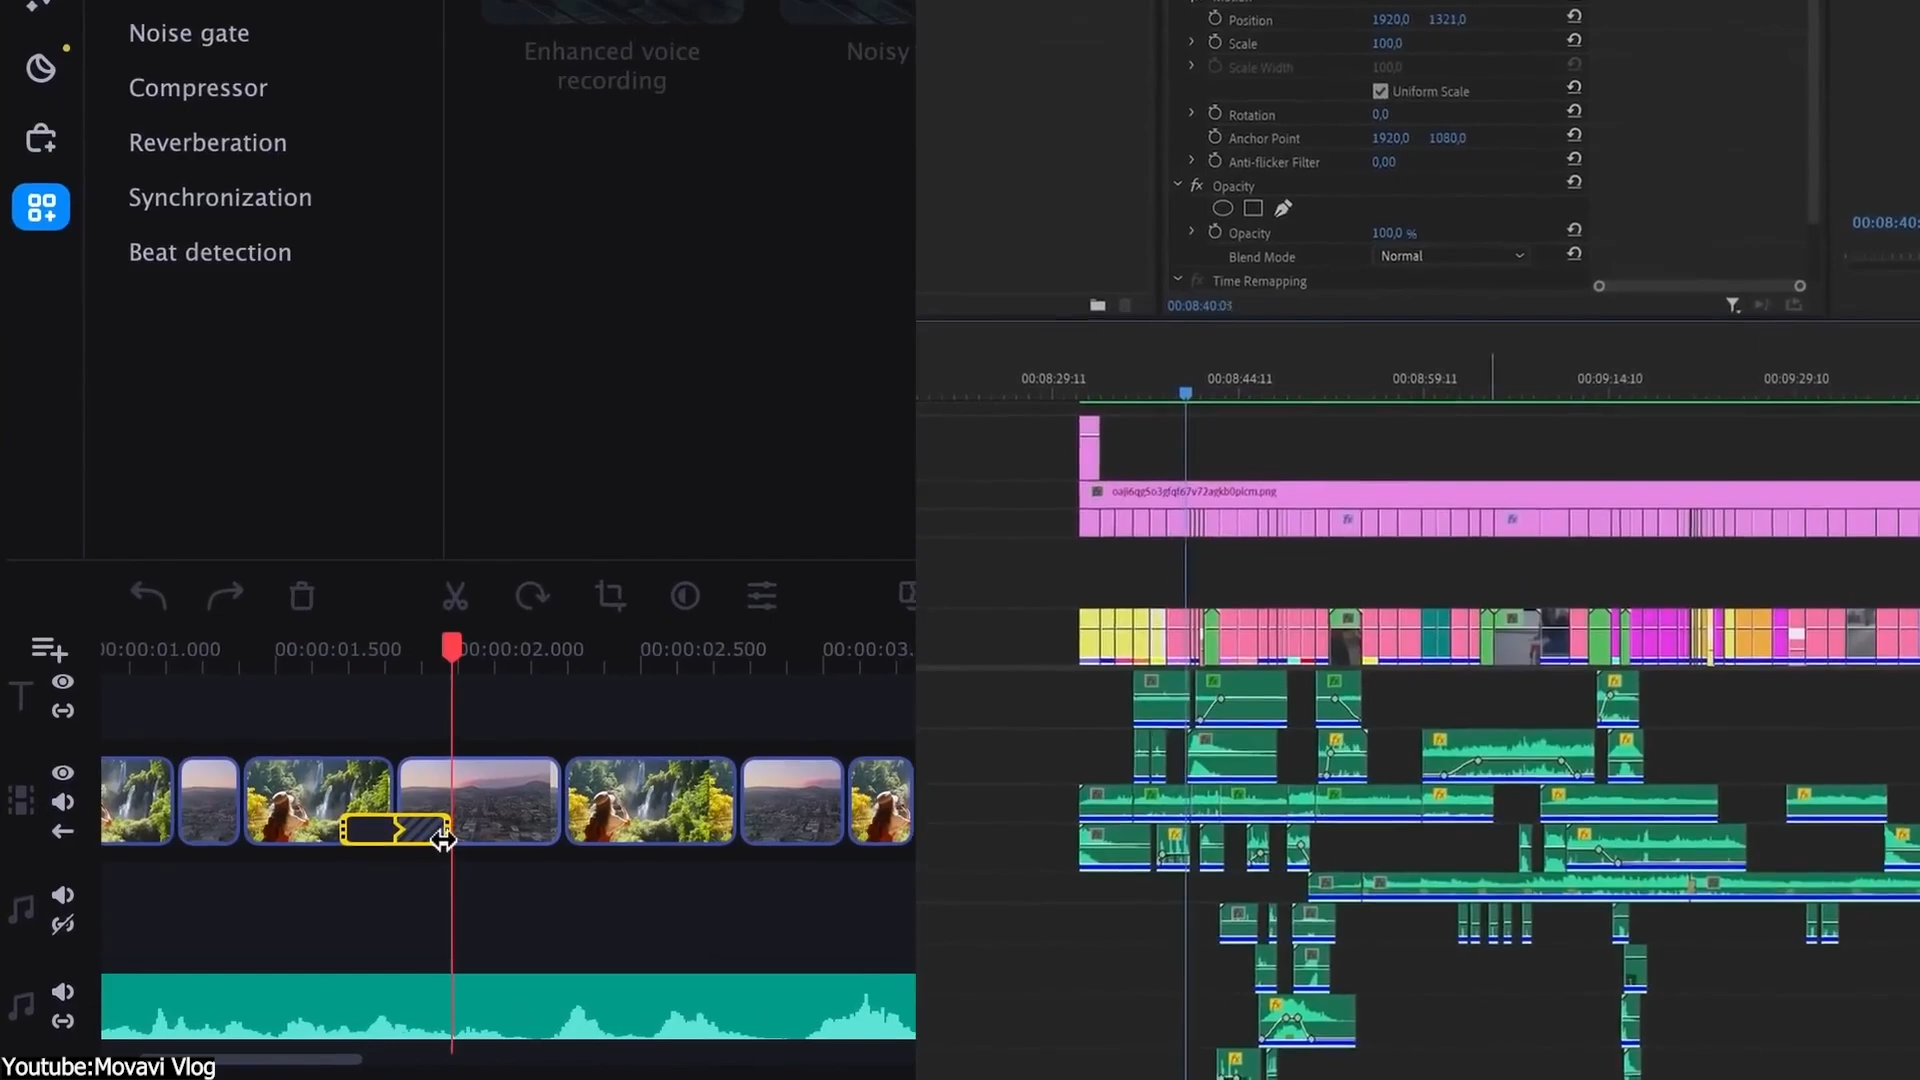 Noise gate
Compressor
Reverberation
Synchronization
Beat detection
Enhanced voice
recording
Noisy
00:00:01.000
00:00:01.500
00:00:02.000
00:00:02.500
00:00:03.
T
Youtube:Movavi Vlog
Position 1920,0 1321,0
Scale 100,0
Scale Width 100,0
Uniform Scale
Rotation 0,0
Anchor Point 1920,0 1080,0
Anti-flicker Filter 0,00
fx Opacity
Opacity 100,0 %
Blend Mode Normal
fx Time Remapping
00:08:40:03
00:08:40:
00:08:29:11 00:08:44:11 00:08:59:11 00:09:14:10 00:09:29:10